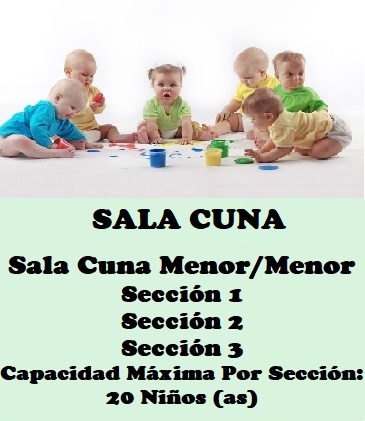 SALA CUNA
Sala Cuna Menor/Menor
Sección 1
Sección 2
Sección 3
Capacidad Máxima Por Sección:
20 Niños (as)